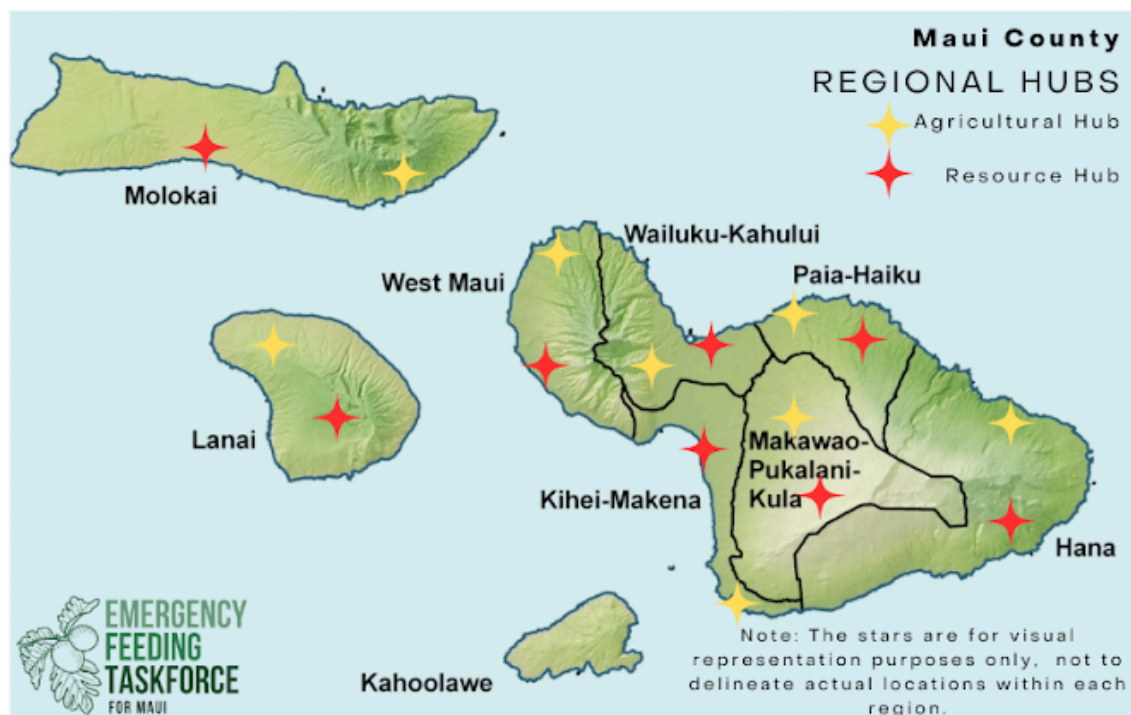 Maui County
REGIONAL HUBS
Agricultural Hub
Resource Hub
Molokai
Wailuku-Kahului
West Maui
Paia-Haiku
Lanai
Makawao-
Pukalani-
Kula
Kihei-Makena
Hana
Kahoolawe
EMERGENCY
FEEDING
TASKFORCE
FOR MAUI
Note: The stars are for visual
representation purposes only, not to
delineate actual locations within each
region.